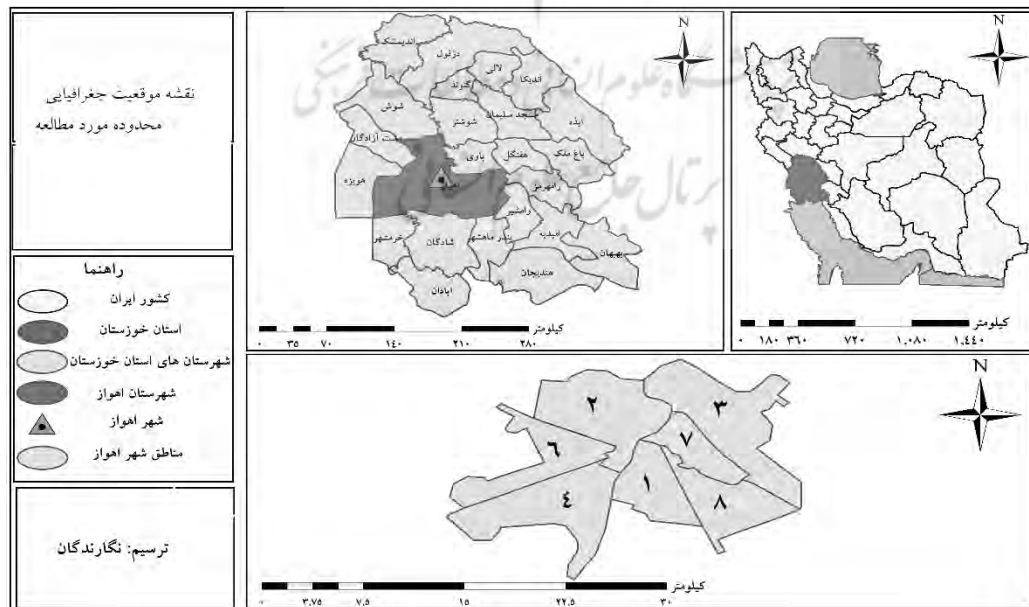 نقشه موقعیت جغرافیایی
محدوده مورد مطالعه
راهنما
کشور ایران
استان خوزستان
شهرستان های استان خوزستان
شهرستان اهواز
شهر اهواز
مناطق شهر اهواز
ترسیم: نگارندگان
N
اندیمشک
دزفول
لالی
اندیکا
گتوند
شوش
شوشتر
مسجد سلیمان
ایذه
دشت آزادگان
باوی
هفتگل
باغ ملک
هویزه
رامهرمز
رامشیر
خرمشهر
شادگان
بندر ماهشهر
امیدیه
بهبهان
هندیجان
ابادان
کیلومتر
۰ ۳۵ ۷۰ ۱۴۰ ۲۱۰ ۲۸۰
N
کیلومتر
۰ ۱۸۰ ۳۶۰ ۷۲۰ ۱,۰۸۰ ۱,۴۴۰
N
۲
۳
۶
۷
۱
۴
۸
کیلومتر
۰ ۳.۷۵ ۷.۵ ۱۵ ۲۲.۵ ۳۰